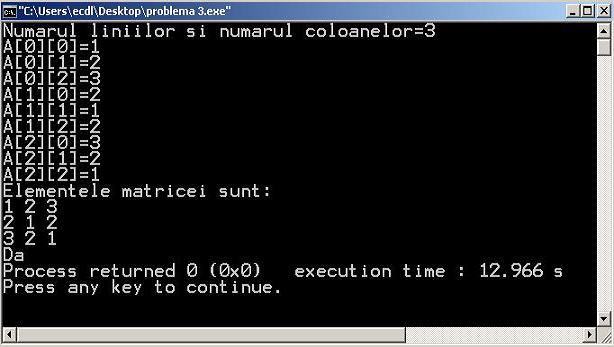 "C:\Users\ecdl\Desktop\problema 3.exe"
Numarul liniilor si numarul coloanelor=3
A[0][0]=1
A[0][1]=2
A[0][2]=3
A[1][0]=2
A[1][1]=1
A[1][2]=2
A[2][0]=3
A[2][1]=2
A[2][2]=1
Elementele matricei sunt:
1 2 3
2 1 2
3 2 1
Da
Process returned 0 (0x0)   execution time : 12.966 s
Press any key to continue.